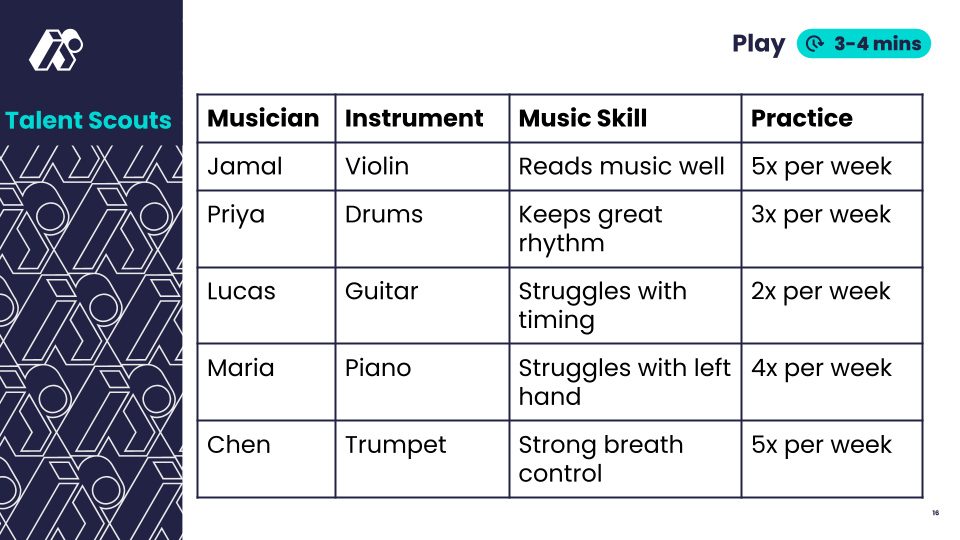 Play
3-4 mins
Talent Scouts
Musician Instrument Music Skill Practice
Jamal Violin Reads music well 5x per week
Priya Drums Keeps great 3x per week
rhythm
Lucas Guitar Struggles with 2x per week
timing
Maria Piano Struggles with left 4x per week
hand
Chen Trumpet Strong breath 5x per week
control
16